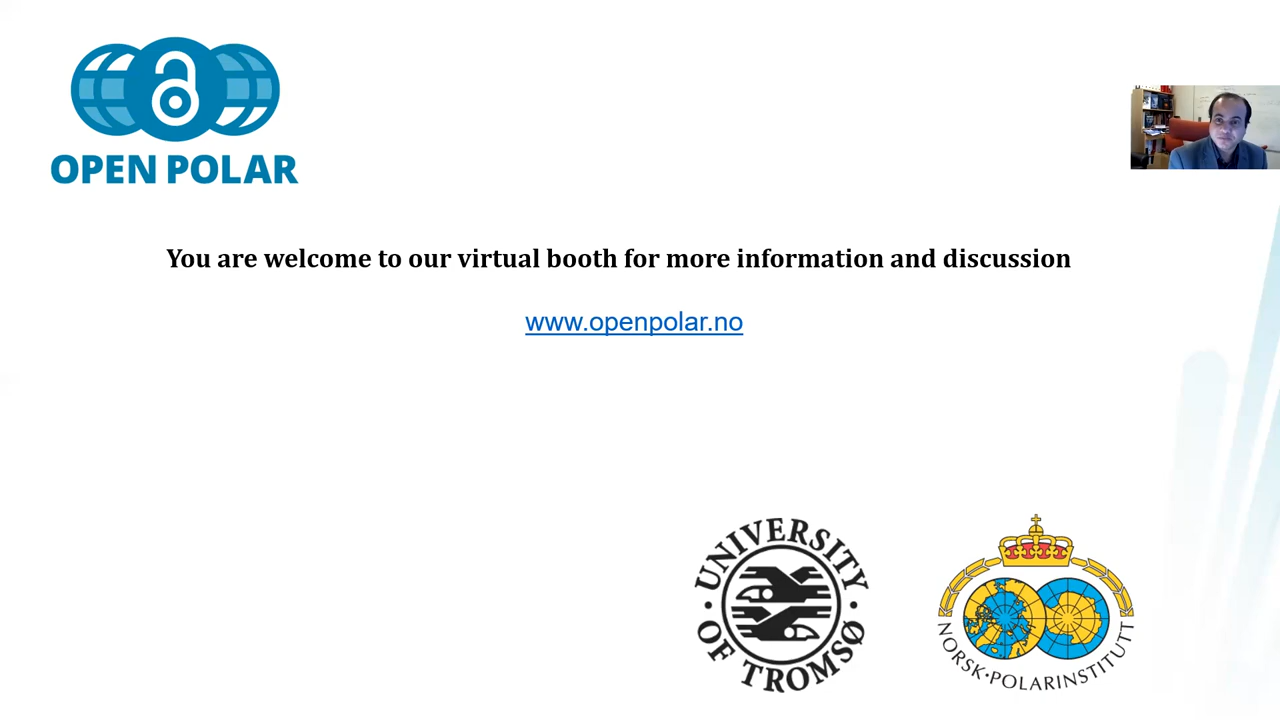 OPEN POLAR
You are welcome to our virtual booth for more information and discussion
www.openpolar.no
UNIVERSITY OF TROMSØ
NORSK·POLARINSTITUTT